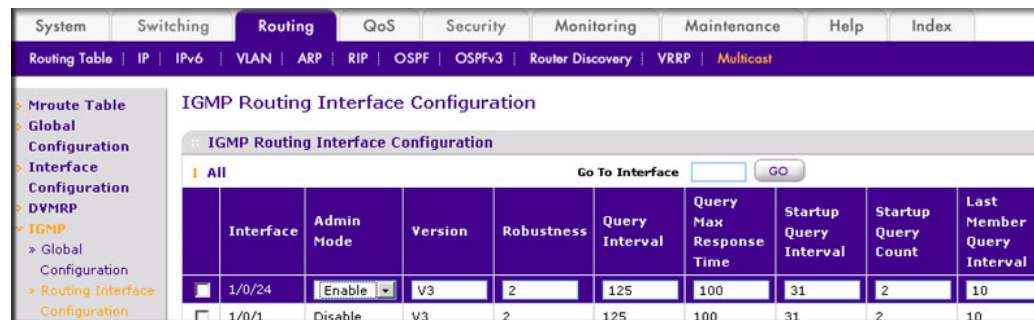 System Switching Routing QoS Security Monitoring Maintenance Help Index
Routing Table | IP | IPv6 | VLAN | ARP | RIP | OSPF | OSPFv3 | Router Discovery | VRRP | Multicast
Mroute Table
Global
Configuration
Interface
Configuration
DVMRP
IGMP
» Global
Configuration
» Routing Interface
Configuration
IGMP Routing Interface Configuration
IGMP Routing Interface Configuration
1 All Go To Interface GO
Interface
Admin
Mode
Version
Robustness
Query
Interval
Query
Max
Response
Time
Startup
Query
Interval
Startup
Query
Count
Last
Member
Query
Interval
1/0/24 Enable V3 2 125 100 31 2 10
1/0/1 Disable V3 2 125 100 31 2 10